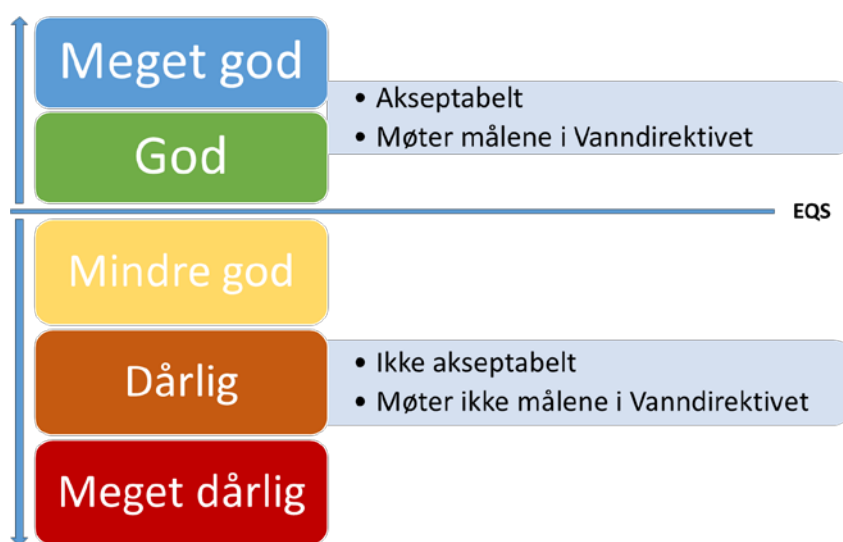 Meget god
• Akseptabelt
• Møter målene i Vanndirektivet
God
EQS
Mindre god
Dårlig
• Ikke akseptabelt
• Møter ikke målene i Vanndirektivet
Meget dårlig